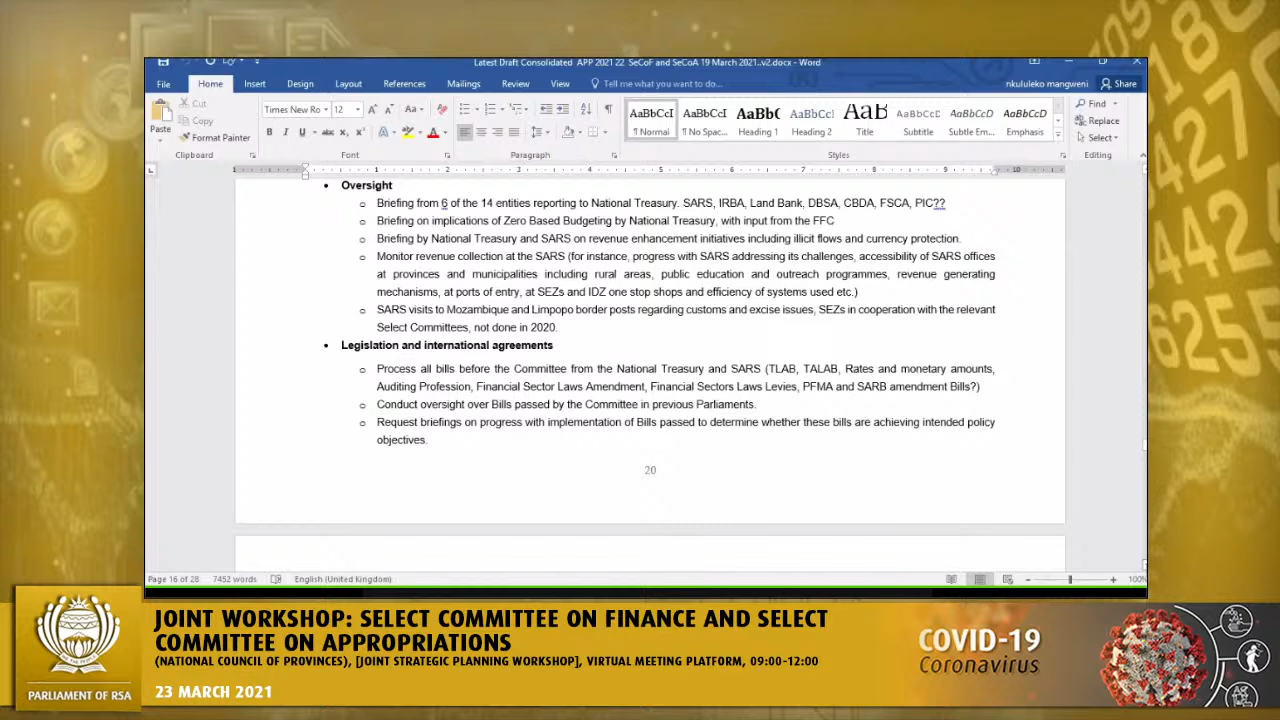 Latest Draft Consolidated APP 2021 22 SeCoF and SeCoA 19 March 2021..v2.docx - Word
File Home Insert Design Layout References Mailings Review View Tell me what you want to do... nkululeko mangweni Share
Cut
Copy
Paste
Format Painter
Times New Ro 12
AaBbCcI AaBbCcI AaBbC AaBbCcI AaB AaBbCcD AaBbCcD AaBbCcD
¶ Normal ¶ No Spac... Heading 1 Heading 2 Title Subtitle Subtle Em... Emphasis
Find
Replace
Select
Clipboard Font Paragraph Styles Editing
1 1 2 3 4 5 6 7 8 9 10
• Oversight
o Briefing from 6 of the 14 entities reporting to National Treasury. SARS, IRBA, Land Bank, DBSA, CBDA, FSCA, PIC??
o Briefing on implications of Zero Based Budgeting by National Treasury, with input from the FFC
o Briefing by National Treasury and SARS on revenue enhancement initiatives including illicit flows and currency protection.
o Monitor revenue collection at the SARS (for instance, progress with SARS addressing its challenges, accessibility of SARS offices
at provinces and municipalities including rural areas, public education and outreach programmes, revenue generating
mechanisms, at ports of entry, at SEZs and IDZ one stop shops and efficiency of systems used etc.)
o SARS visits to Mozambique and Limpopo border posts regarding customs and excise issues, SEZs in cooperation with the relevant
Select Committees, not done in 2020.
• Legislation and international agreements
o Process all bills before the Committee from the National Treasury and SARS (TLAB, TALAB, Rates and monetary amounts,
Auditing Profession, Financial Sector Laws Amendment, Financial Sectors Laws Levies, PFMA and SARB amendment Bills?)
o Conduct oversight over Bills passed by the Committee in previous Parliaments.
o Request briefings on progress with implementation of Bills passed to determine whether these bills are achieving intended policy
objectives.
20
Page 16 of 28 7452 words English (United Kingdom) 100%
JOINT WORKSHOP: SELECT COMMITTEE ON FINANCE AND SELECT
COMMITTEE ON APPROPRIATIONS
(NATIONAL COUNCIL OF PROVINCES), [JOINT STRATEGIC PLANNING WORKSHOP], VIRTUAL MEETING PLATFORM, 09:00-12:00
23 MARCH 2021
PARLIAMENT OF RSA
COVID-19
Coronavirus